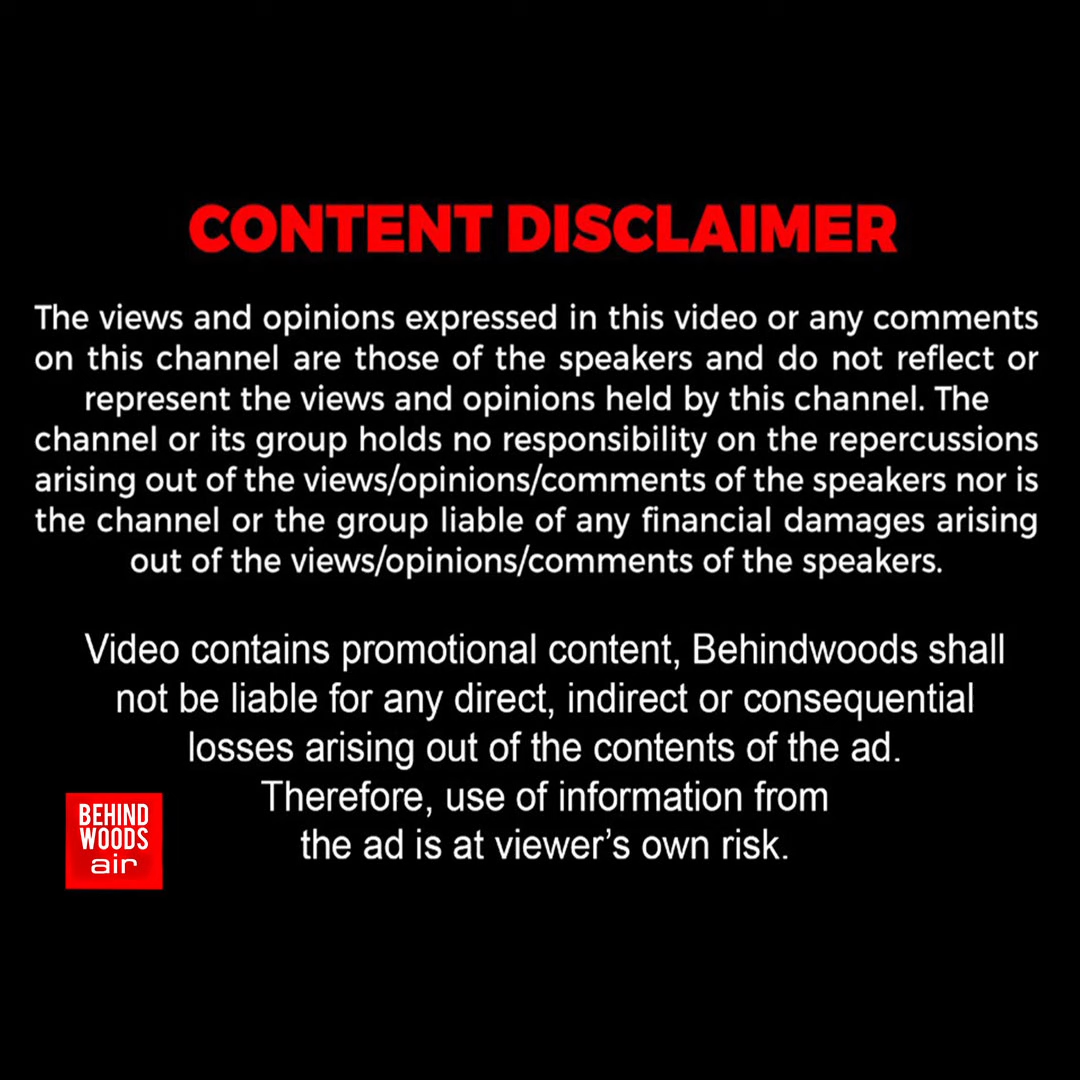 CONTENT DISCLAIMER
The views and opinions expressed in this video or any comments
on this channel are those of the speakers and do not reflect or
represent the views and opinions held by this channel. The
channel or its group holds no responsibility on the repercussions
arising out of the views/opinions/comments of the speakers nor is
the channel or the group liable of any financial damages arising
out of the views/opinions/comments of the speakers.
Video contains promotional content, Behindwoods shall
not be liable for any direct, indirect or consequential
losses arising out of the contents of the ad.
Therefore, use of information from
the ad is at viewer’s own risk.
BEHIND
WOODS
air